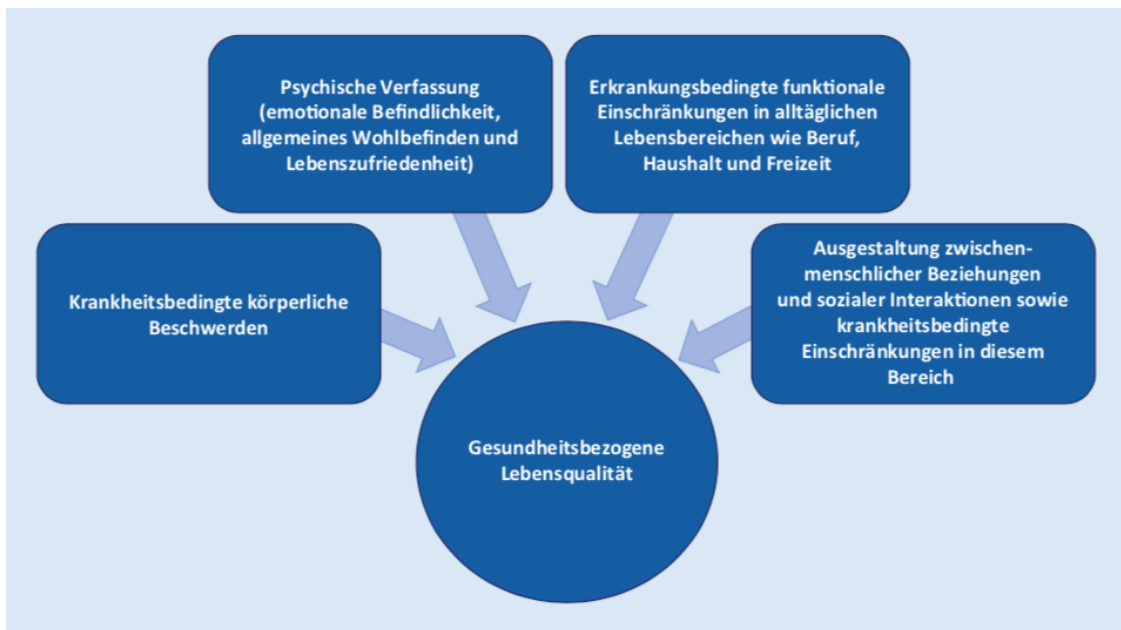 Psychische Verfassung
(emotionale Befindlichkeit,
allgemeines Wohlbefinden und
Lebenszufriedenheit)
Erkrankungsbedingte funktionale
Einschränkungen in alltäglichen
Lebensbereichen wie Beruf,
Haushalt und Freizeit
Krankheitsbedingte körperliche
Beschwerden
Ausgestaltung zwischen-
menschlicher Beziehungen
und sozialer Interaktionen sowie
krankheitsbedingte
Einschränkungen in diesem
Bereich
Gesundheitsbezogene
Lebensqualität